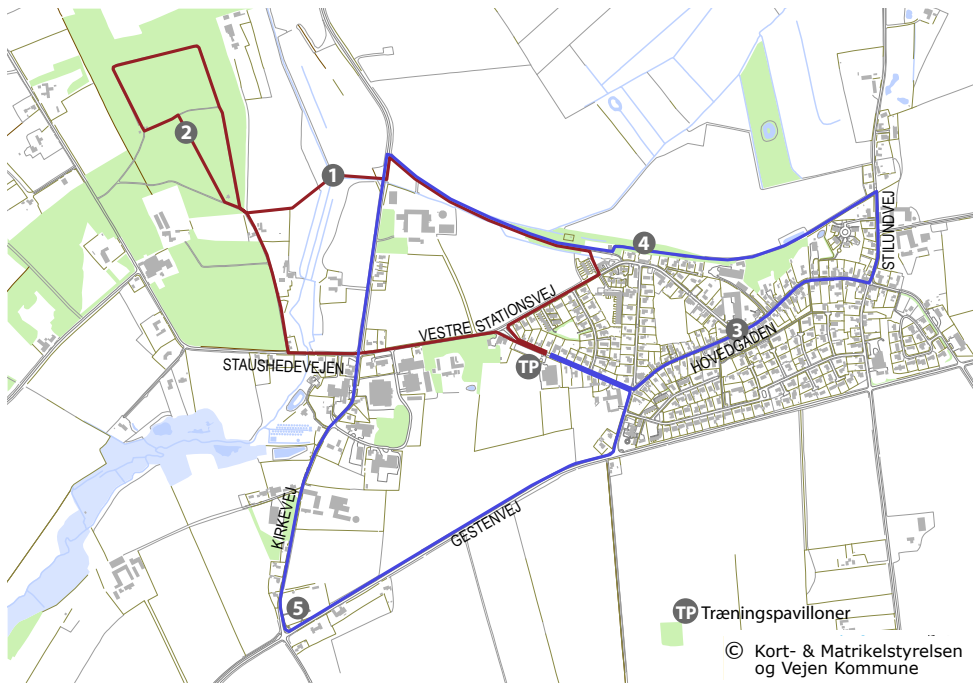 2
1
4
STILUNDVEJ
VESTRE STATIONSVEJ
3
HOVEDGADEN
STAUSHEDEVEJEN
TP
KIRKEVEJ
GESTENVEJ
5
TP Træningspavilloner
© Kort- & Matrikelstyrelsen
og Vejen Kommune